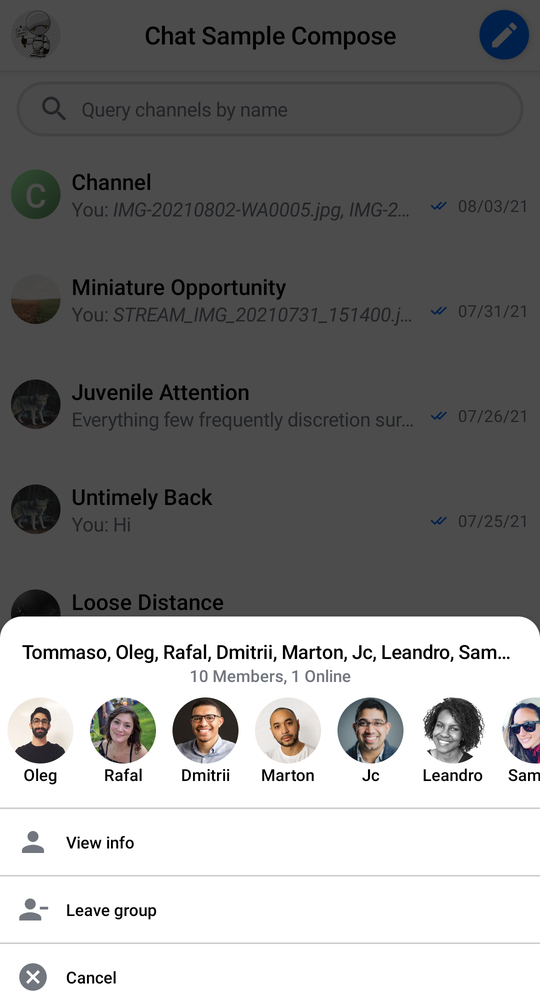 Chat Sample Compose
Query channels by name
C
Channel
You: IMG-20210802-WA0005.jpg, IMG-2...
08/03/21
Miniature Opportunity
You: STREAM_IMG_20210731_151400.j...
07/31/21
Juvenile Attention
Everything few frequently discretion sur...
07/26/21
Untimely Back
You: Hi
07/25/21
Loose Distance
Tommaso, Oleg, Rafal, Dmitrii, Marton, Jc, Leandro, Sam...
10 Members, 1 Online
Oleg Rafal Dmitrii Marton Jc Leandro Sam
View info
Leave group
Cancel